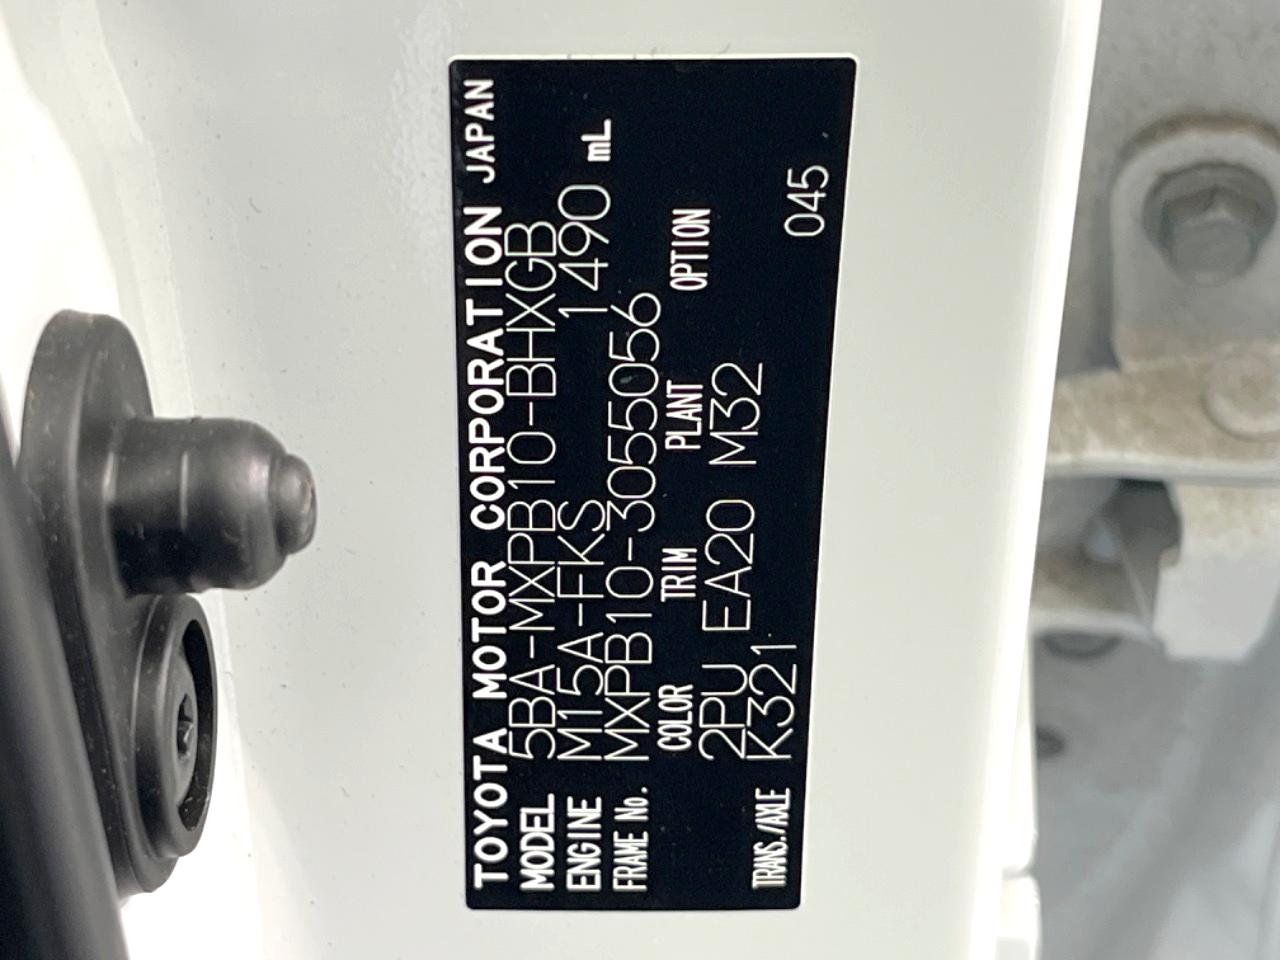 TOYOTA MOTOR CORPORATION JAPAN
MODEL 5BA-MXPB10-BHXGB
ENGINE M15A-FKS 1490 mL
FRAME No. MXPB10-3055056
COLOR TRIM PLANT OPTION
2PU EA20 M32
TRANS./AXLE K321 045